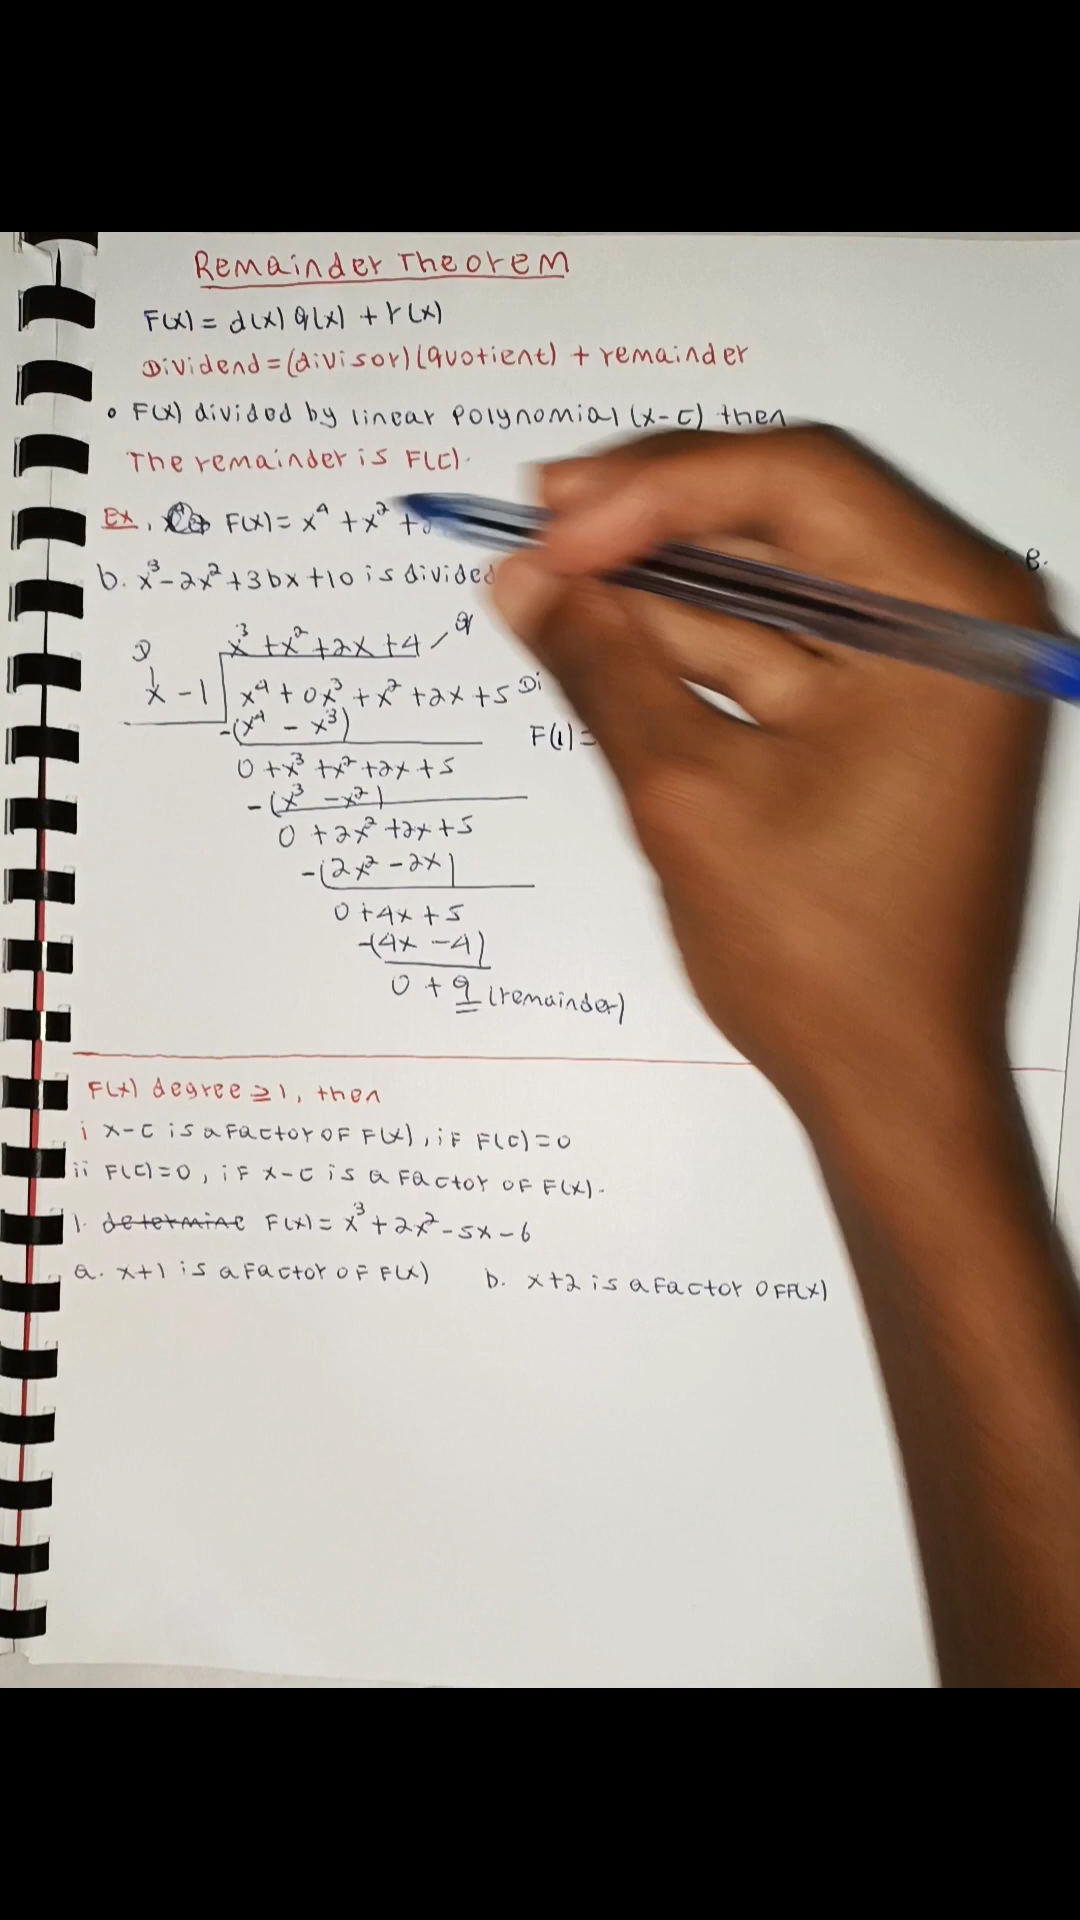 Remainder Theorem
F(x) = d(x) q(x) + r(x)
Dividend = (divisor)(quotient) + remainder
• F(x) divided by linear polynomial (x-c) then
The remainder is F(c).
Ex, F(x) = x⁴ + x² +
b. x³ - 2x² + 3bx + 10 is divided
B.
x³ + x² + 2x + 4 q
D
x - 1 x⁴ + 0x³ + x² + 2x + 5 Di
-(x⁴ - x³)
F(1) =
0 + x³ + x² + 2x + 5
-(x³ - x²)
0 + 2x² + 2x + 5
-(2x² - 2x)
0 + 4x + 5
-(4x - 4)
0 + 9 (remainder)
F(x) degree ≥ 1, then
i x-c is a factor of F(x), if F(c) = 0
ii F(c) = 0, if x-c is a factor of F(x).
1. determine F(x) = x³ + 2x² - 5x - 6
a. x+1 is a factor of F(x) b. x+2 is a factor of F(x)